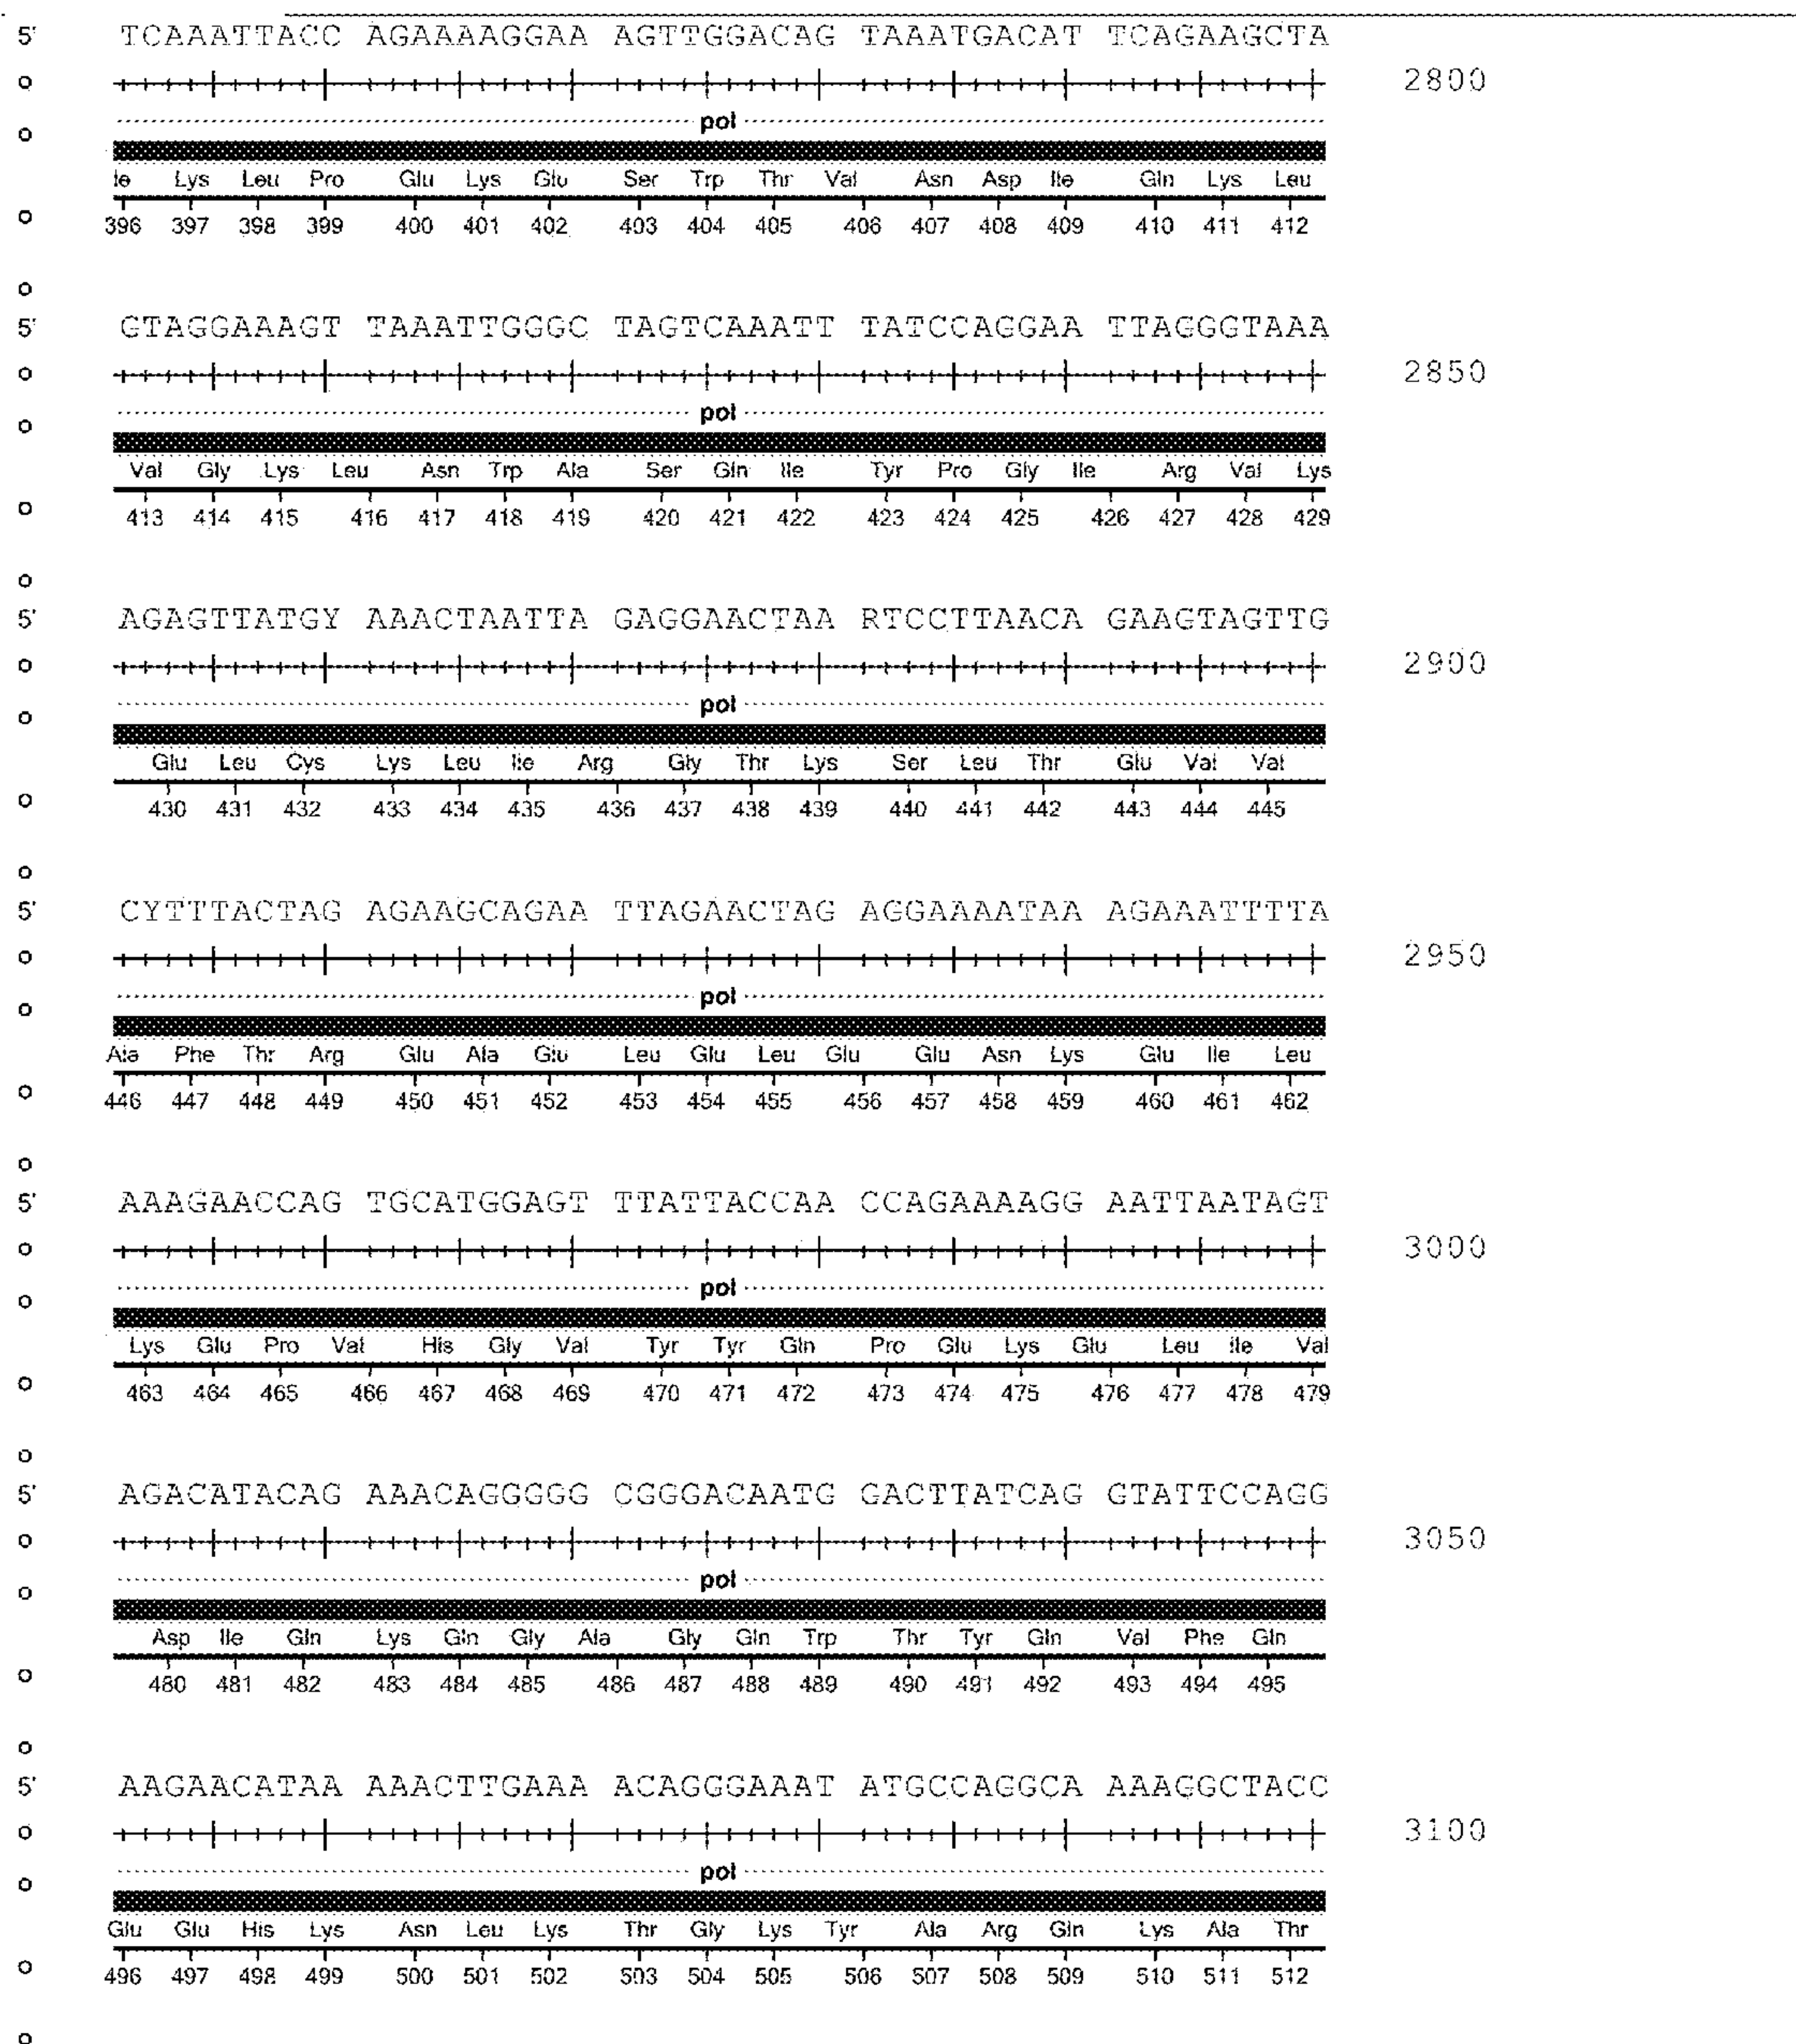 5' TCAAATTACC AGAAAAGGAA AGTTGGACAG TAAATGACAT TCAGAAGCTA
2800
pol
Ile Lys Leu Pro Glu Lys Glu Ser Trp Thr Val Asn Asp Ile Gln Lys Leu
396 397 398 399 400 401 402 403 404 405 406 407 408 409 410 411 412
5' GTAGGAAAGT TAAATTGGGC TAGTCAAATT TATCCAGGAA TTAGGGTAAA
2850
pol
Val Gly Lys Leu Asn Trp Ala Ser Gln Ile Tyr Pro Gly Ile Arg Val Lys
413 414 415 416 417 418 419 420 421 422 423 424 425 426 427 428 429
5' AGAGTTATGY AAACTAATTA GAGGAACTAA RTCCTTAACA GAAGTAGTTG
2900
pol
Glu Leu Cys Lys Leu Ile Arg Gly Thr Lys Ser Leu Thr Glu Val Val
430 431 432 433 434 435 436 437 438 439 440 441 442 443 444 445
5' CYTTTACTAG AGAAGCAGAA TTAGAACTAG AGGAAAATAA AGAAATTTTA
2950
pol
Ala Phe Thr Arg Glu Ala Glu Leu Glu Leu Glu Glu Asn Lys Glu Ile Leu
446 447 448 449 450 451 452 453 454 455 456 457 458 459 460 461 462
5' AAAGAACCAG TGCATGGAGT TTATTACCAA CCAGAAAAGG AATTAATAGT
3000
pol
Lys Glu Pro Val His Gly Val Tyr Tyr Gln Pro Glu Lys Glu Leu Ile Val
463 464 465 466 467 468 469 470 471 472 473 474 475 476 477 478 479
5' AGACATACAG AAACAGGGGG CGGGACAATG GACTTATCAG GTATTCCAGG
3050
pol
Asp Ile Gln Lys Gln Gly Ala Gly Gln Trp Thr Tyr Gln Val Phe Gln
480 481 482 483 484 485 486 487 488 489 490 491 492 493 494 495
5' AAGAACATAA AAACTTGAAA ACAGGGAAAT ATGCCAGGCA AAAGGCTACC
3100
pol
Glu Glu His Lys Asn Leu Lys Thr Gly Lys Tyr Ala Arg Gln Lys Ala Thr
496 497 498 499 500 501 502 503 504 505 506 507 508 509 510 511 512